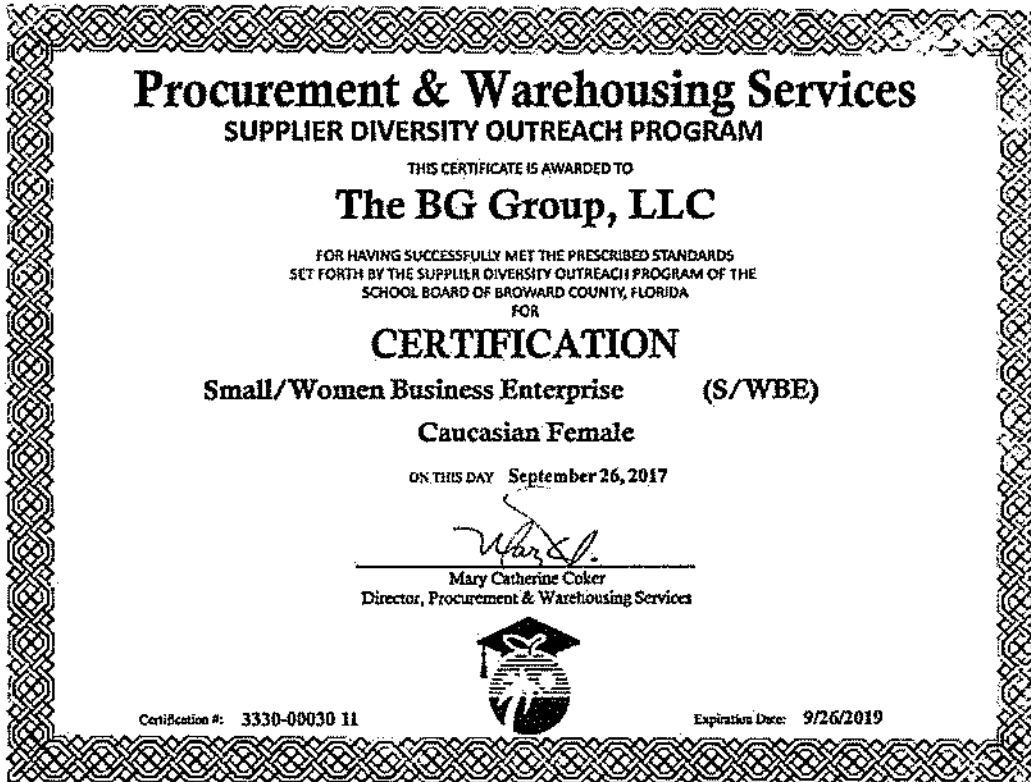 Procurement & Warehousing Services
SUPPLIER DIVERSITY OUTREACH PROGRAM
THIS CERTIFICATE IS AWARDED TO
The BG Group, LLC
FOR HAVING SUCCESSFULLY MET THE PRESCRIBED STANDARDS
SET FORTH BY THE SUPPLIER DIVERSITY OUTREACH PROGRAM OF THE
SCHOOL BOARD OF BROWARD COUNTY, FLORIDA
FOR
CERTIFICATION
Small/Women Business Enterprise (S/WBE)
Caucasian Female
ON THIS DAY September 26, 2017
Mary Catherine Coker
Director, Procurement & Warehousing Services
Certification #: 3330-00030 11 Expiration Date: 9/26/2019